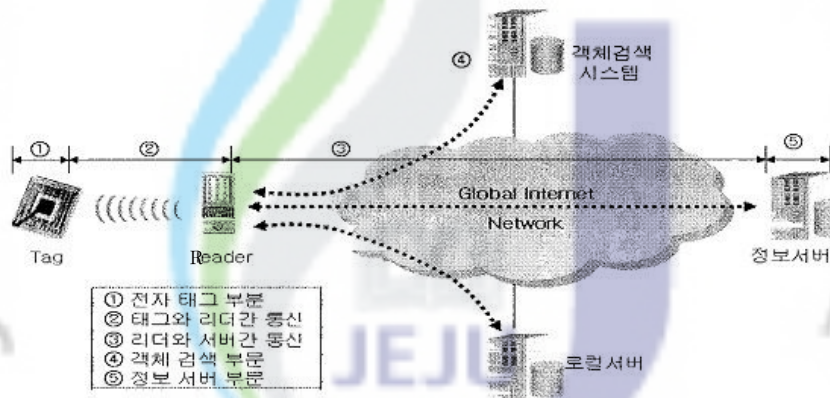 ④
객체검색
시스템
①
②
③
⑤
Global Internet
Network
Tag
Reader
정보서버
① 전자 태그 부분
② 태그와 리더간 통신
③ 리더와 서버간 통신
④ 객체 검색 부문
⑤ 정보 서버 부문
로컬서버
JEJU